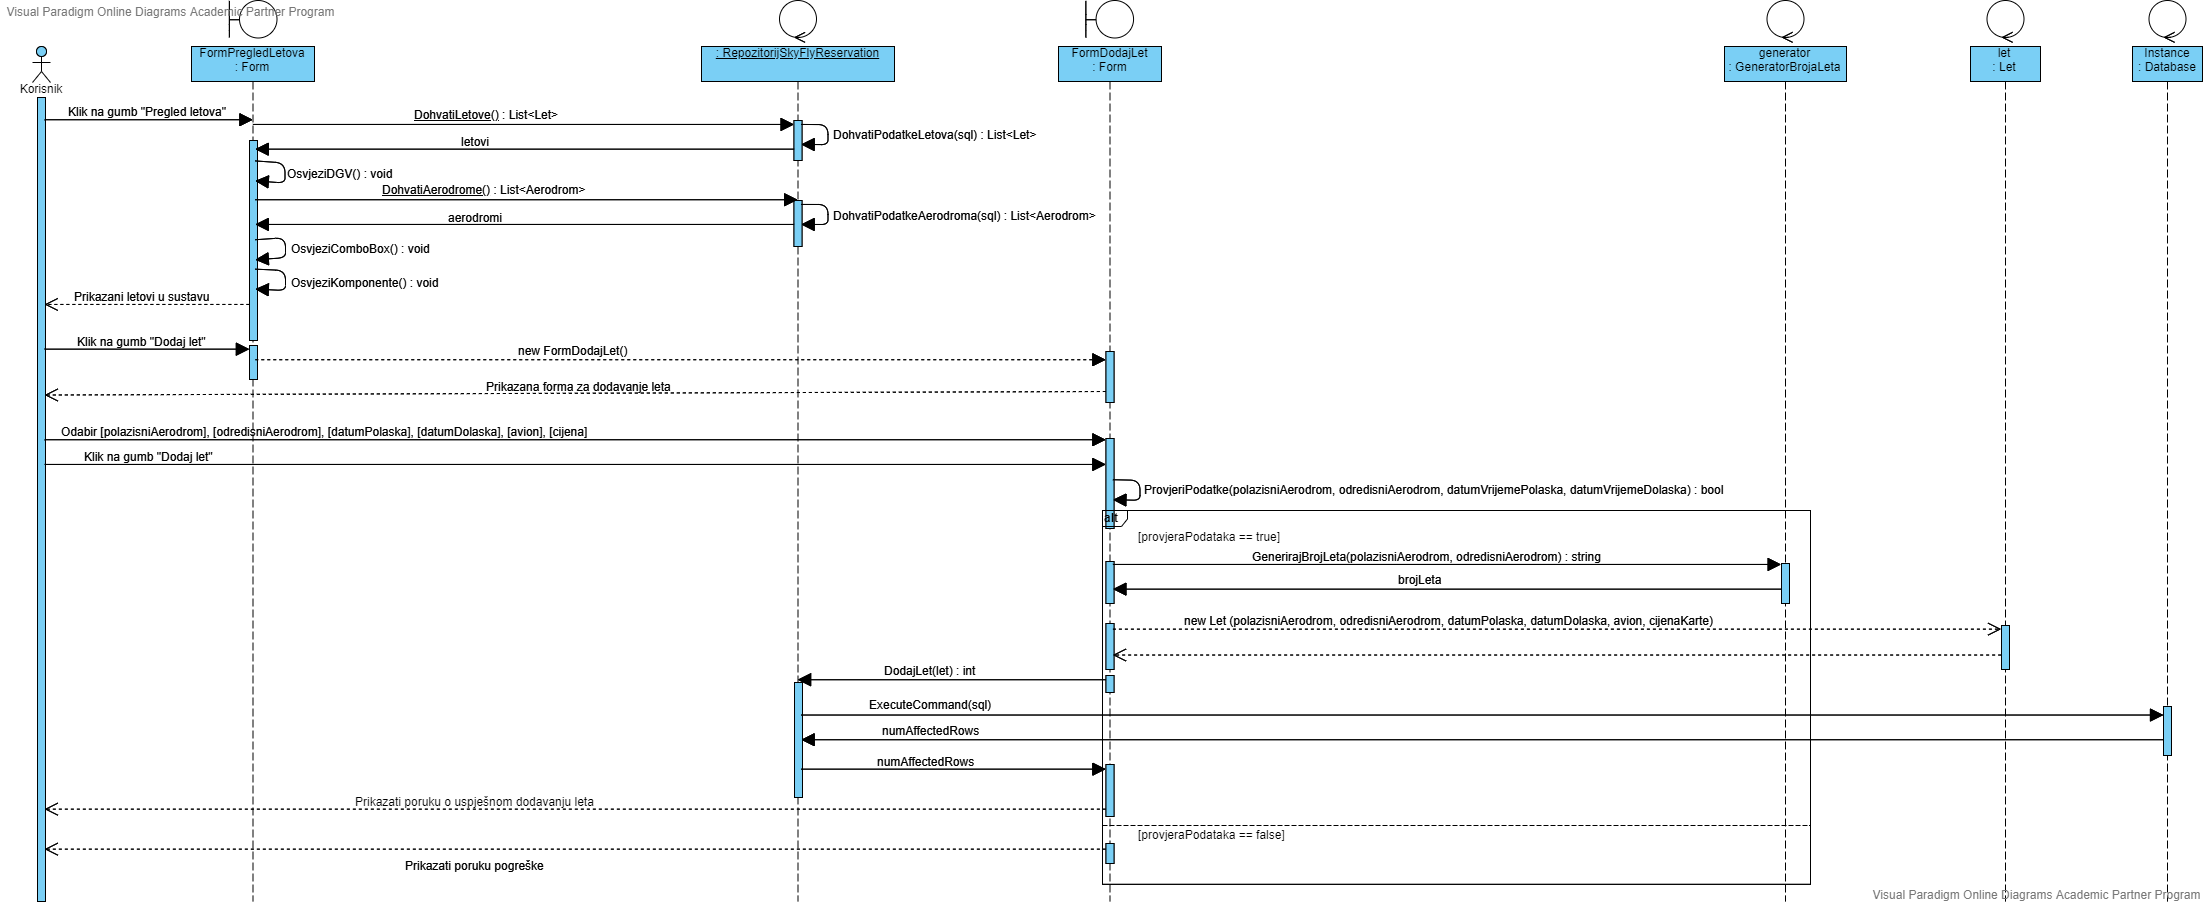 Visual Paradigm Online Diagrams Academic Partner Program
Korisnik
FormPregledLetova
: Form
: RepozitorijSkyFlyReservation
FormDodajLet
: Form
generator
: GeneratorBrojaLeta
let
: Let
Instance
: Database
Klik na gumb "Pregled letova"
DohvatiLetove() : List<Let>
DohvatiPodatkeLetova(sql) : List<Let>
letovi
OsvjeziDGV() : void
DohvatiAerodrome() : List<Aerodrom>
DohvatiPodatkeAerodroma(sql) : List<Aerodrom>
aerodromi
OsvjeziComboBox() : void
OsvjeziKomponente() : void
Prikazani letovi u sustavu
Klik na gumb "Dodaj let"
new FormDodajLet()
Prikazana forma za dodavanje leta
Odabir [polazisniAerodrom], [odredisniAerodrom], [datumPolaska], [datumDolaska], [avion], [cijena]
Klik na gumb "Dodaj let"
ProvjeriPodatke(polazisniAerodrom, odredisniAerodrom, datumVrijemePolaska, datumVrijemeDolaska) : bool
alt
[provjeraPodataka == true]
GenerirajBrojLeta(polazisniAerodrom, odredisniAerodrom) : string
brojLeta
new Let (polazisniAerodrom, odredisniAerodrom, datumPolaska, datumDolaska, avion, cijenaKarte)
DodajLet(let) : int
ExecuteCommand(sql)
numAffectedRows
numAffectedRows
Prikazati poruku o uspješnom dodavanju leta
[provjeraPodataka == false]
Prikazati poruku pogreške
Visual Paradigm Online Diagrams Academic Partner Program